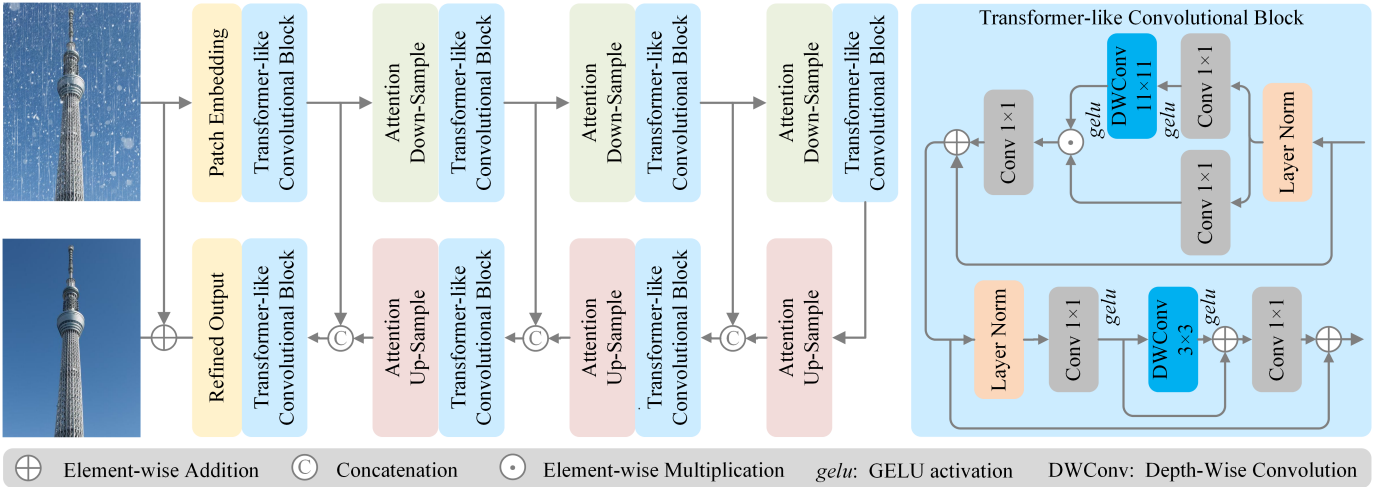 Patch Embedding
Transformer-like
Convolutional Block
Attention
Down-Sample
Transformer-like
Convolutional Block
Attention
Down-Sample
Transformer-like
Convolutional Block
Attention
Down-Sample
Transformer-like
Convolutional Block
Refined Output
Transformer-like
Convolutional Block
C
Attention
Up-Sample
Transformer-like
Convolutional Block
C
Attention
Up-Sample
Transformer-like
Convolutional Block
C
Attention
Up-Sample
Transformer-like Convolutional Block
Conv 1×1
gelu
DWConv
11×11
gelu
Conv 1×1
Conv 1×1
Layer Norm
Layer Norm
Conv 1×1
gelu
DWConv
3×3
gelu
Conv 1×1
Element-wise Addition
C Concatenation
Element-wise Multiplication
gelu: GELU activation
DWConv: Depth-Wise Convolution